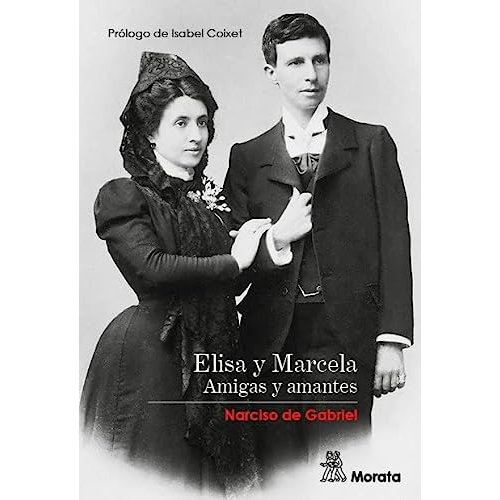 Prólogo de Isabel Coixet
Elisa y Marcela
Amigas y amantes
Narciso de Gabriel
Morata